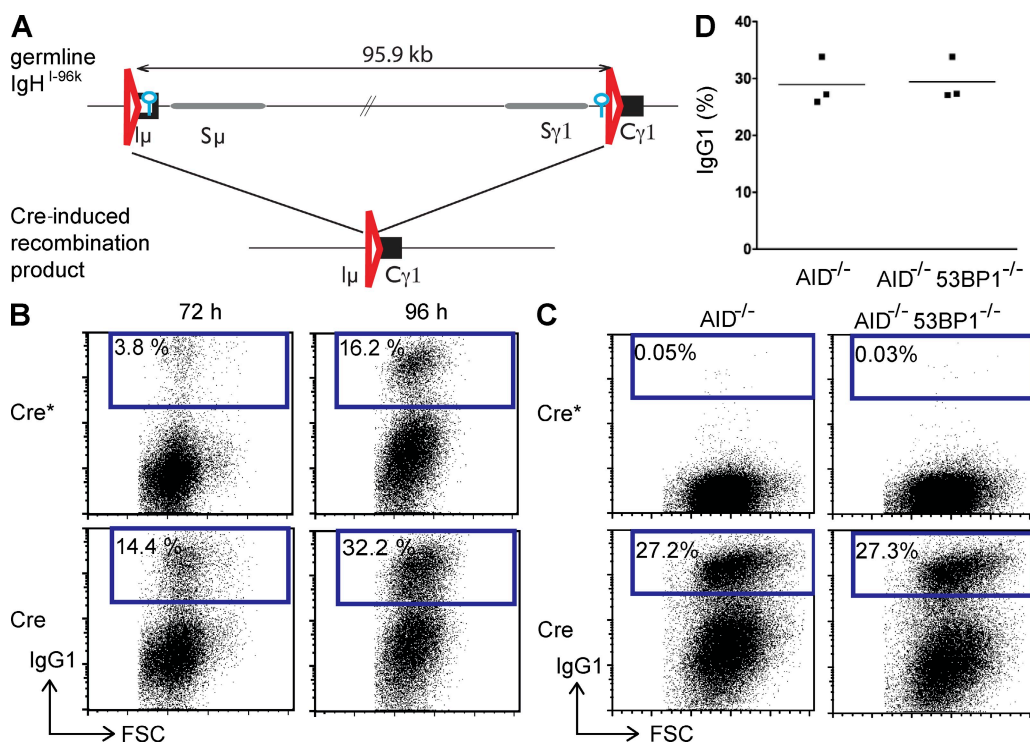 A
germline
IgH I-96k
95.9 kb
Iμ
Sμ
//
Sγ1
Cγ1
Cre-induced
recombination
product
Iμ
Cγ1
D
IgG1 (%)
40
30
20
10
0
AID-/-
AID-/- 53BP1-/-
B
72 h
96 h
Cre*
3.8 %
16.2 %
Cre
14.4 %
32.2 %
IgG1
FSC
C
AID-/-
AID-/- 53BP1-/-
Cre*
0.05%
0.03%
Cre
27.2%
27.3%
IgG1
FSC